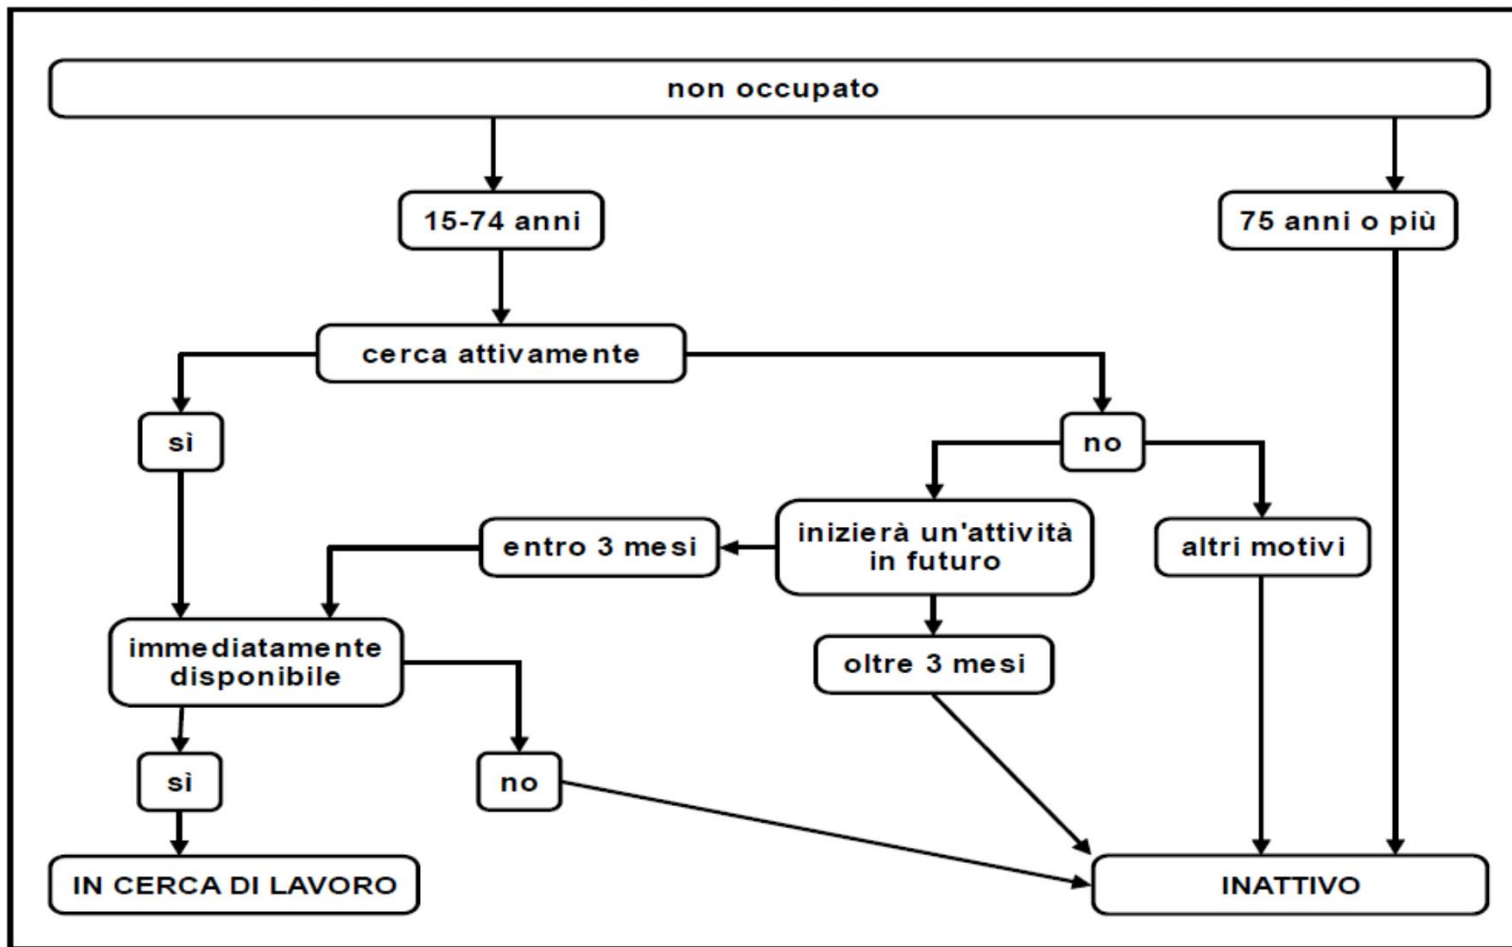 non occupato
15-74 anni
75 anni o più
cerca attivamente
sì
no
entro 3 mesi
inizierà un'attività
in futuro
altri motivi
immediatamente
disponibile
oltre 3 mesi
sì
no
IN CERCA DI LAVORO
INATTIVO